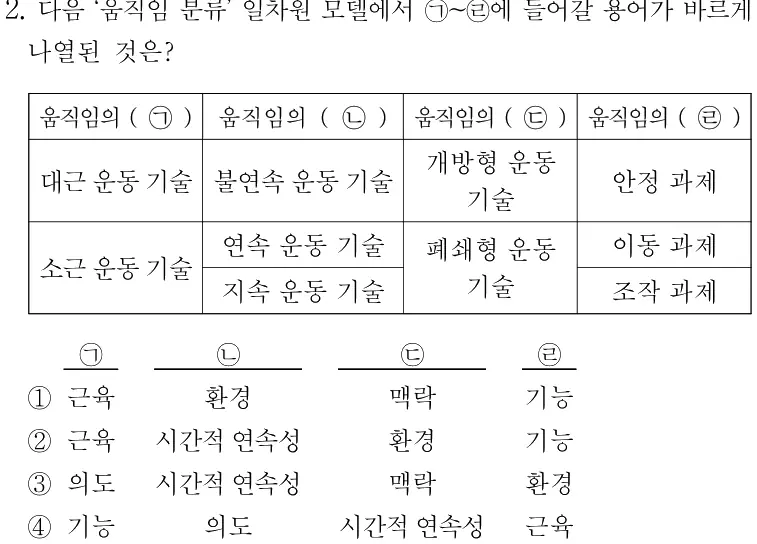 2. 다음 ‘움직임 분류’ 일차원 모델에서 ㉠~㉣에 들어갈 용어가 바르게
나열된 것은?
움직임의 ( ㉠ ) 움직임의 ( ㉡ ) 움직임의 ( ㉢ ) 움직임의 ( ㉣ )
대근 운동 기술 불연속 운동 기술 개방형 운동 기술 안정 과제
소근 운동 기술 연속 운동 기술 폐쇄형 운동 기술 이동 과제
지속 운동 기술 조작 과제
㉠ ㉡ ㉢ ㉣
① 근육 환경 맥락 기능
② 근육 시간적 연속성 환경 기능
③ 의도 시간적 연속성 맥락 환경
④ 기능 의도 시간적 연속성 근육